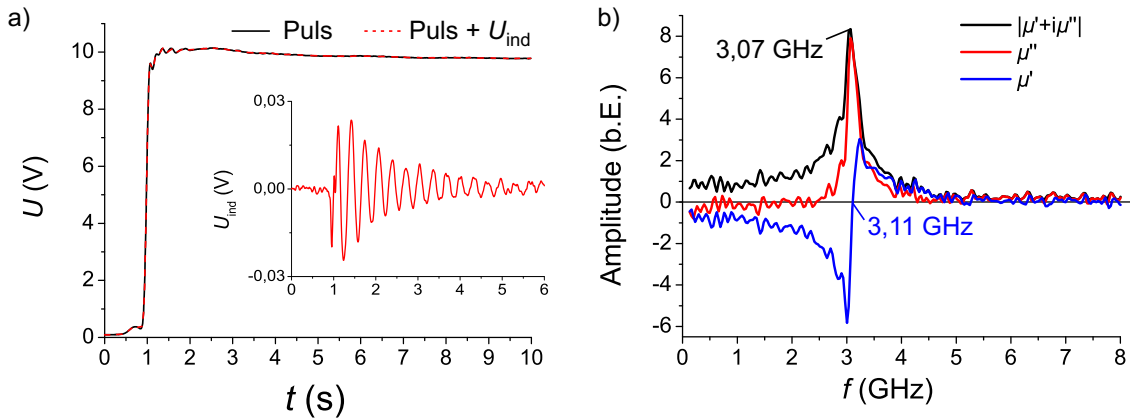 a)
Puls
Puls + U_ind
U (V)
12
10
8
6
4
2
0
0 1 2 3 4 5 6 7 8 9 10
t (s)
U_ind (V)
0,03
0,00
-0,03
0 1 2 3 4 5 6
b)
|µ'+iµ''|
µ''
µ'
3,07 GHz
3,11 GHz
Amplitude (b.E.)
8
6
4
2
0
-2
-4
-6
0 1 2 3 4 5 6 7 8
f (GHz)